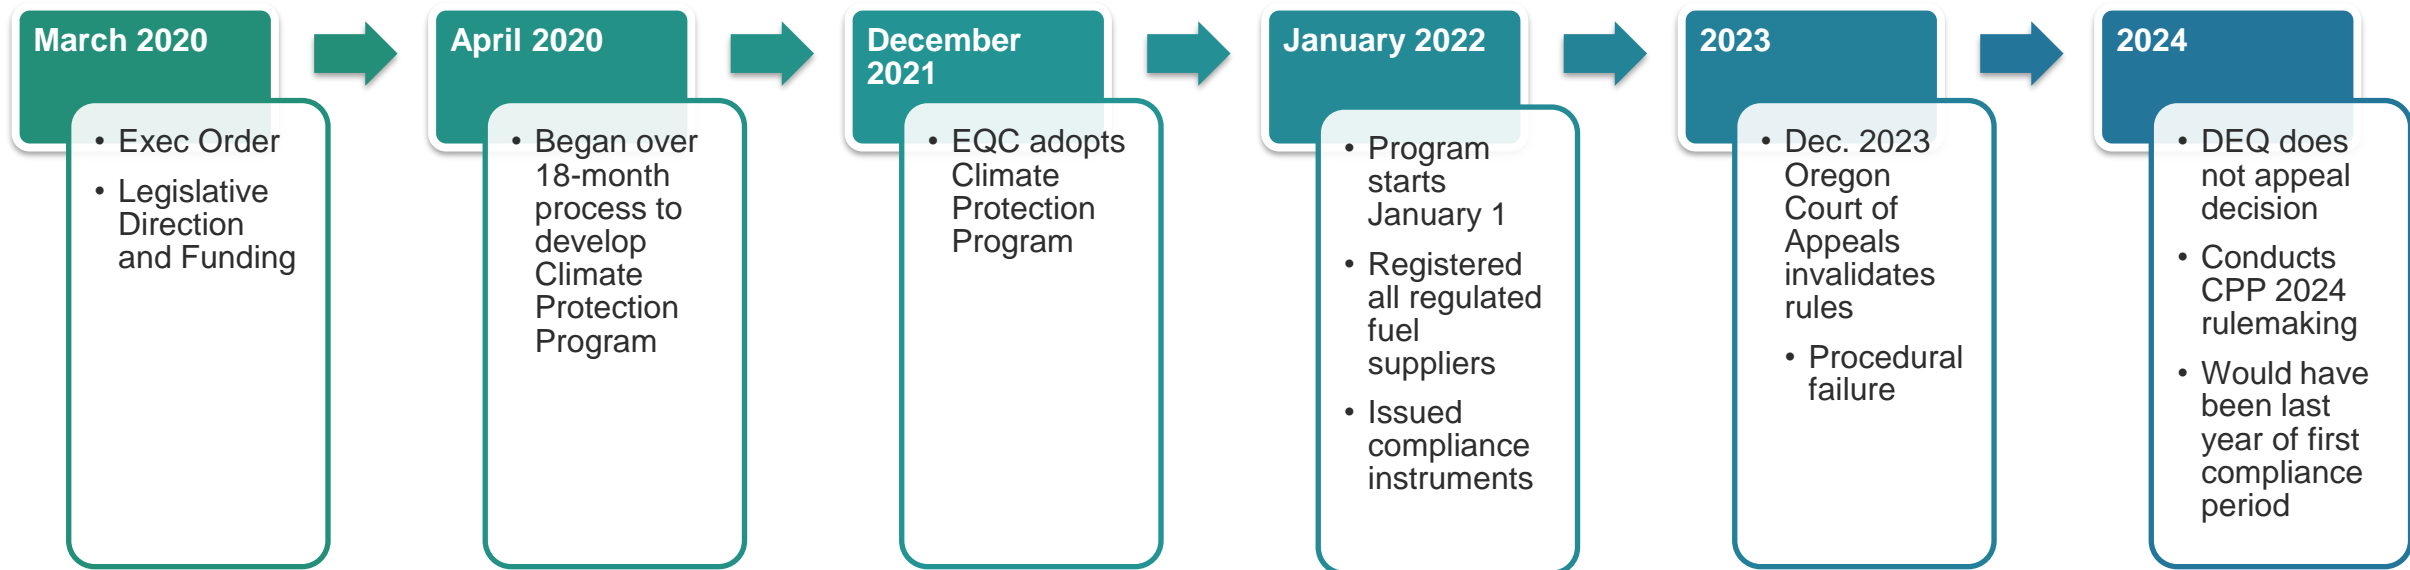 March 2020
• Exec Order
• Legislative
Direction
and Funding
April 2020
• Began over
18-month
process to
develop
Climate
Protection
Program
December
2021
• EQC adopts
Climate
Protection
Program
January 2022
• Program
starts
January 1
• Registered
all regulated
fuel
suppliers
• Issued
compliance
instruments
2023
• Dec. 2023
Oregon
Court of
Appeals
invalidates
rules
• Procedural
failure
2024
• DEQ does
not appeal
decision
• Conducts
CPP 2024
rulemaking
• Would have
been last
year of first
compliance
period